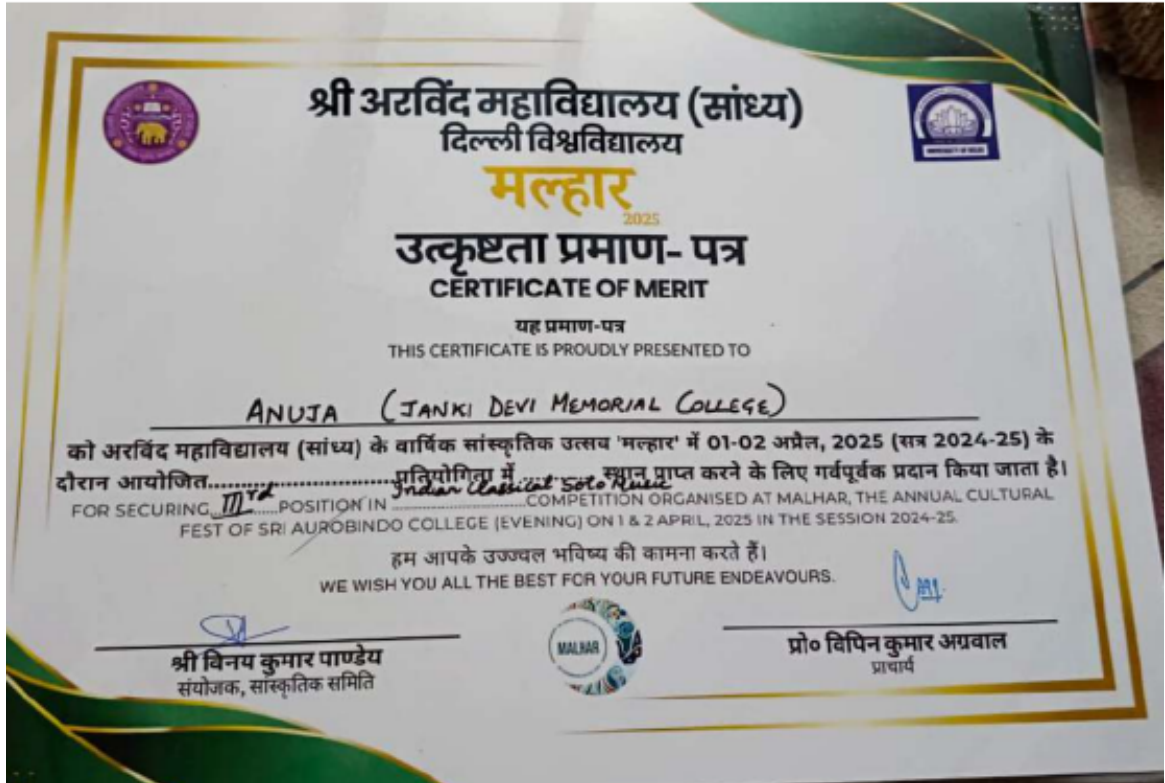 श्री अरविंद महाविद्यालय (सांध्य)
दिल्ली विश्वविद्यालय
मल्हार
2025
उत्कृष्टता प्रमाण- पत्र
CERTIFICATE OF MERIT
यह प्रमाण-पत्र
THIS CERTIFICATE IS PROUDLY PRESENTED TO
ANUJA (JANKI DEVI MEMORIAL COLLEGE)
को अरविंद महाविद्यालय (सांध्य) के वार्षिक सांस्कृतिक उत्सव 'मल्हार' में 01-02 अप्रैल, 2025 (सत्र 2024-25) के
दौरान आयोजित..............................प्रतियोगिता में ............ स्थान प्राप्त करने के लिए गर्वपूर्वक प्रदान किया जाता है।
FOR SECURING IIIrd POSITION IN Indian Classical Solo Music COMPETITION ORGANISED AT MALHAR, THE ANNUAL CULTURAL
FEST OF SRI AUROBINDO COLLEGE (EVENING) ON 1 & 2 APRIL, 2025 IN THE SESSION 2024-25.
हम आपके उज्ज्वल भविष्य की कामना करते हैं।
WE WISH YOU ALL THE BEST FOR YOUR FUTURE ENDEAVOURS.
श्री विनय कुमार पाण्डेय
संयोजक, सांस्कृतिक समिति
MALHAR
प्रो० विपिन कुमार अग्रवाल
प्राचार्य